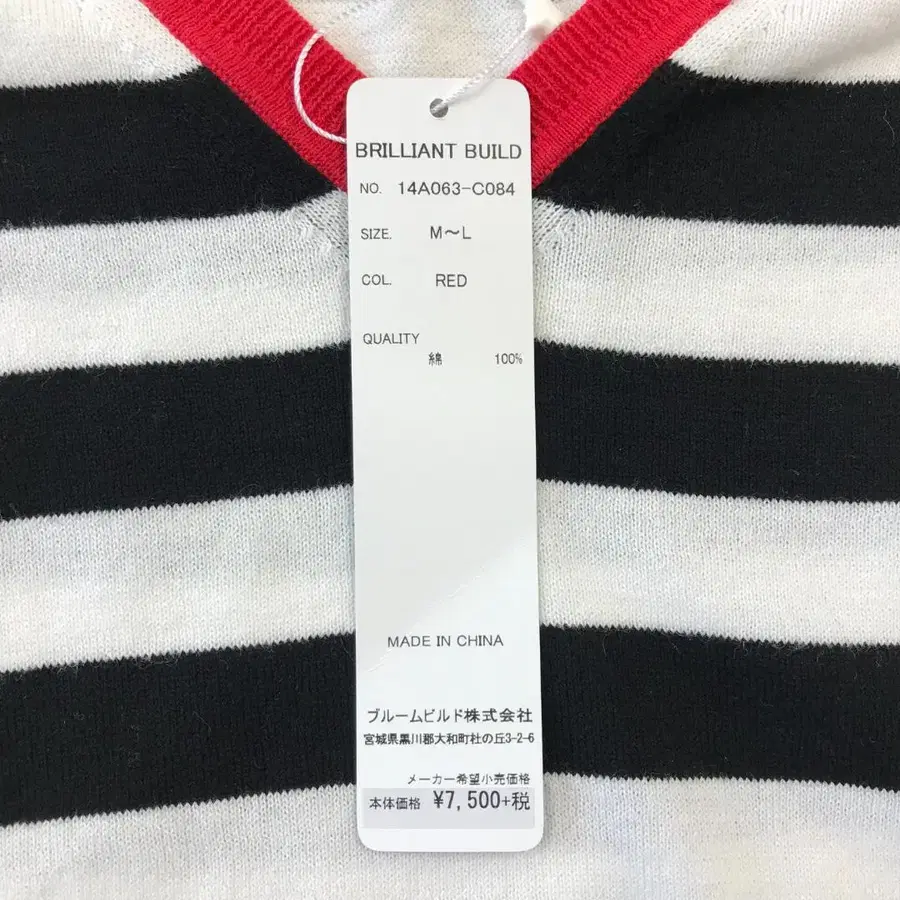 BRILLIANT BUILD
NO. 14A063-C084
SIZE. M～L
COL. RED
QUALITY
綿 100%
MADE IN CHINA
ブルームビルド株式会社
宮城県黒川郡大和町杜の丘3-2-6
メーカー希望小売価格
本体価格 ¥7,500+税